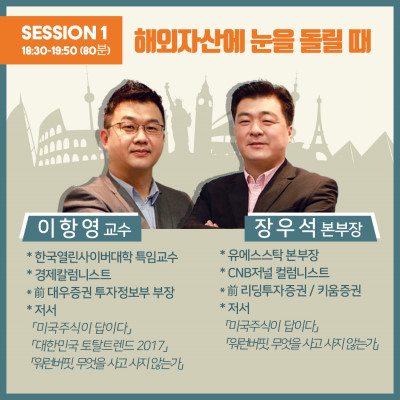 SESSION 1
18:30-19:50 (80분)
해외자산에 눈을 돌릴 때
이항영 교수
* 한국열린사이버대학 특임교수
* 경제칼럼니스트
* 前 대우증권 투자정보부 부장
* 저서
「미국주식이 답이다」
「대한민국 토탈트렌드 2017」
「워런버핏, 무엇을 사고 사지 않는가」
장우석 본부장
* 유에스스탁 본부장
* CNB저널 컬럼니스트
* 前 리딩투자증권 / 키움증권
* 저서
「미국주식이 답이다」
「워런버핏, 무엇을 사고 사지 않는가」